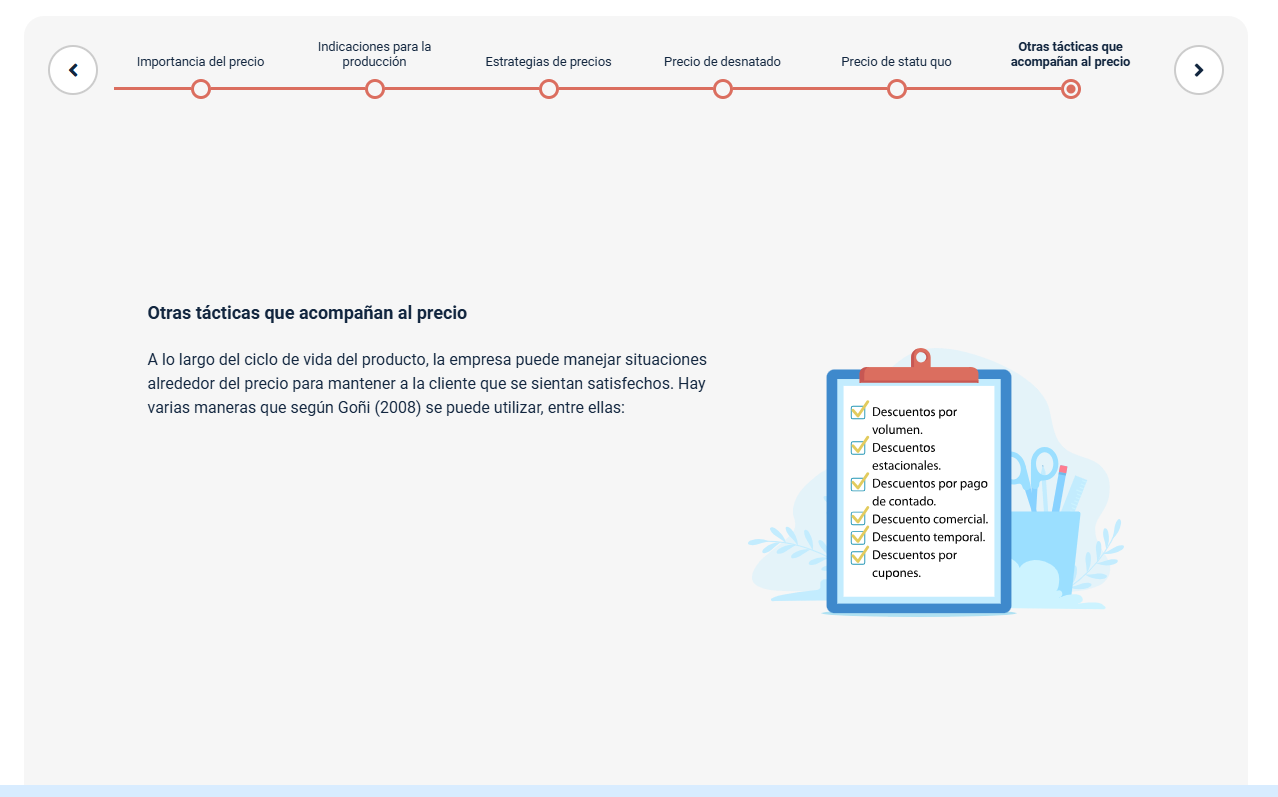 Importancia del precio
Indicaciones para la
producción
Estrategias de precios
Precio de desnatado
Precio de statu quo
Otras tácticas que
acompañan al precio
Otras tácticas que acompañan al precio
A lo largo del ciclo de vida del producto, la empresa puede manejar situaciones
alrededor del precio para mantener a la cliente que se sientan satisfechos. Hay
varias maneras que según Goñi (2008) se puede utilizar, entre ellas:
Descuentos por
volumen.
Descuentos
estacionales.
Descuentos por pago
de contado.
Descuento comercial.
Descuento temporal.
Descuentos por
cupones.